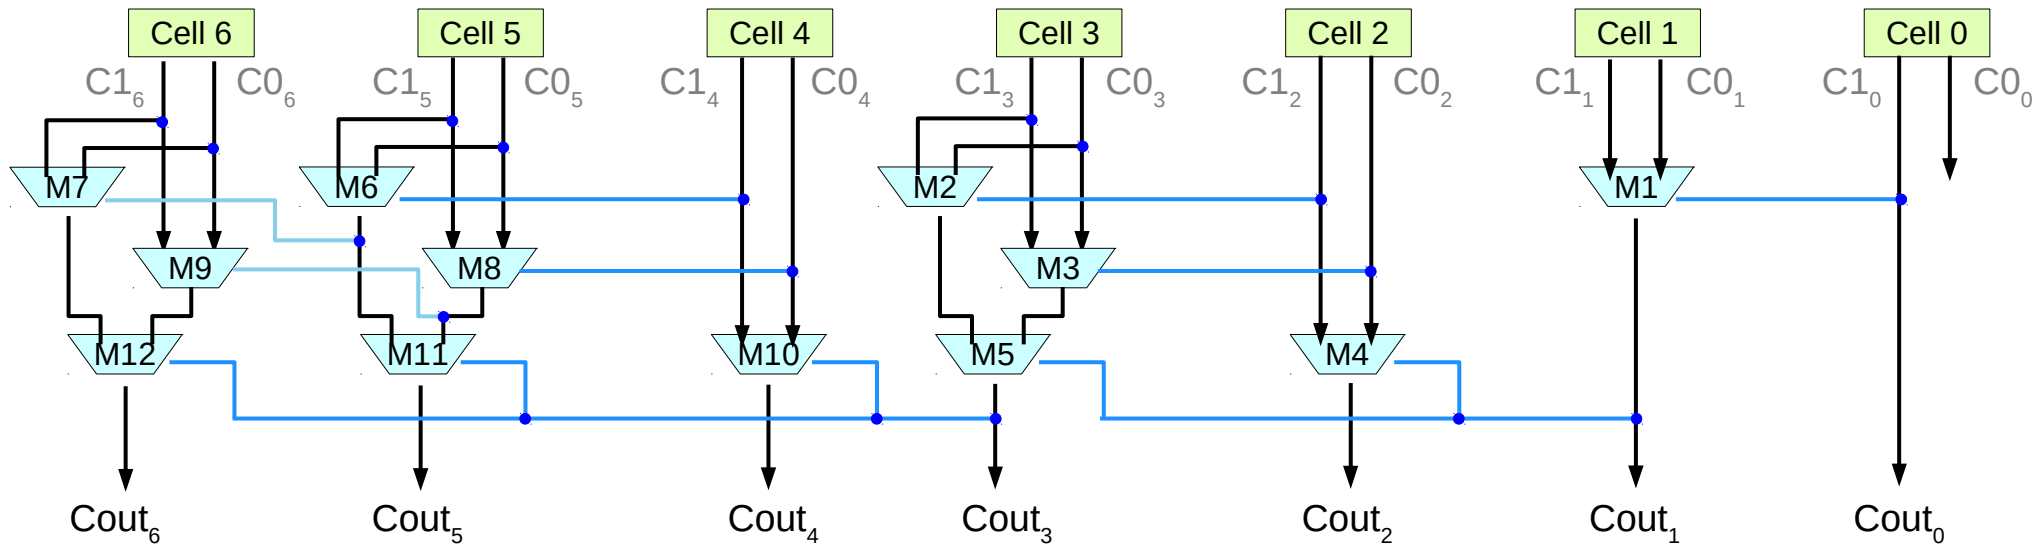 Cell 6 Cell 5 Cell 4 Cell 3 Cell 2 Cell 1 Cell 0
C1₆ C0₆ C1₅ C0₅ C1₄ C0₄ C1₃ C0₃ C1₂ C0₂ C1₁ C0₁ C1₀ C0₀
M7 M6 M2 M1
M9 M8 M3
M12 M11 M10 M5 M4
Cout₆ Cout₅ Cout₄ Cout₃ Cout₂ Cout₁ Cout₀